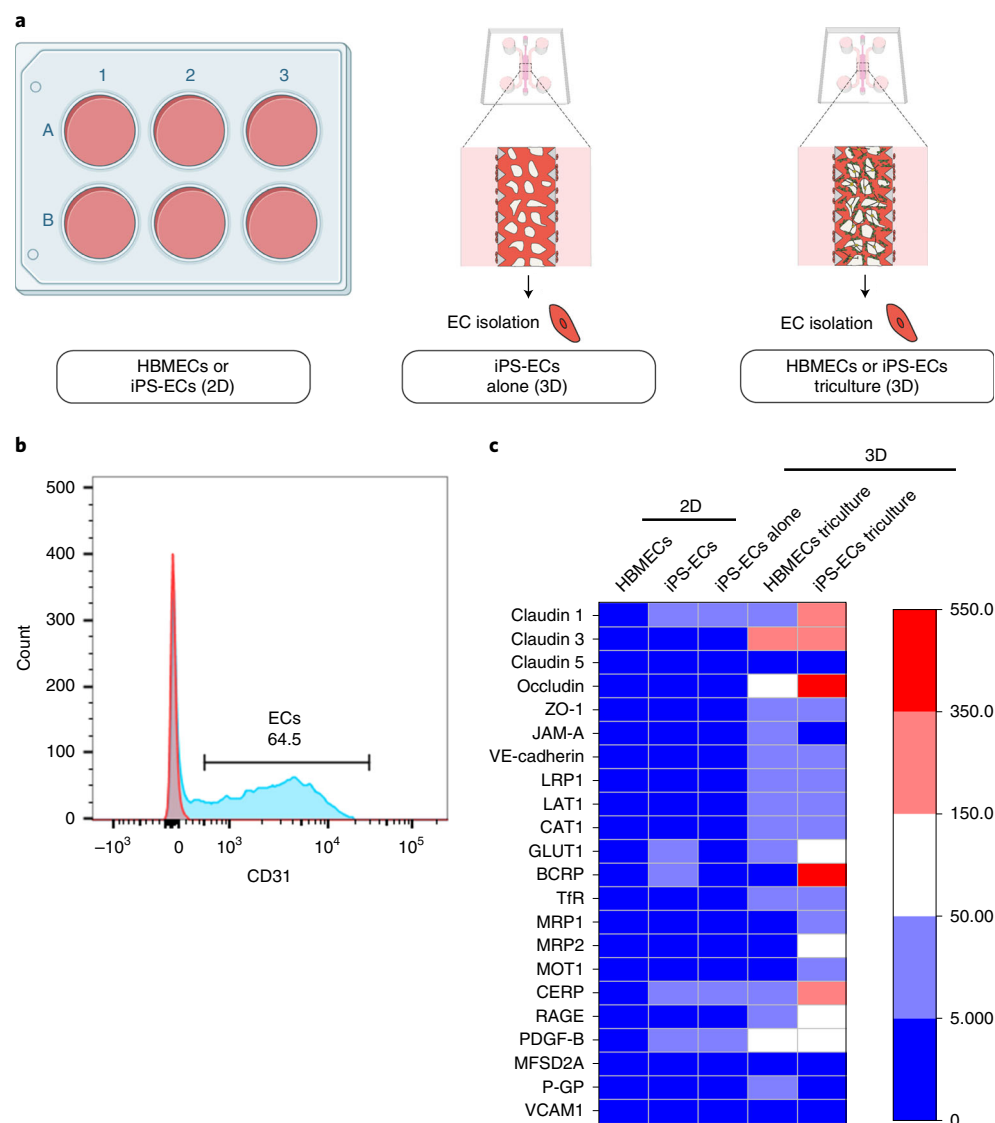 a
1 2 3
A
B
EC isolation
EC isolation
HBMECs or
iPS-ECs (2D)
iPS-ECs
alone (3D)
HBMECs or iPS-ECs
triculture (3D)
b
500
400
300
200
100
0
Count
ECs
64.5
–10³ 0 10³ 10⁴ 10⁵
CD31
c
3D
2D
HBMECs
iPS-ECs
iPS-ECs alone
HBMECs triculture
iPS-ECs triculture
Claudin 1
Claudin 3
Claudin 5
Occludin
ZO-1
JAM-A
VE-cadherin
LRP1
LAT1
CAT1
GLUT1
BCRP
TfR
MRP1
MRP2
MOT1
CERP
RAGE
PDGF-B
MFSD2A
P-GP
VCAM1
550.0
350.0
150.0
50.00
5.000
0